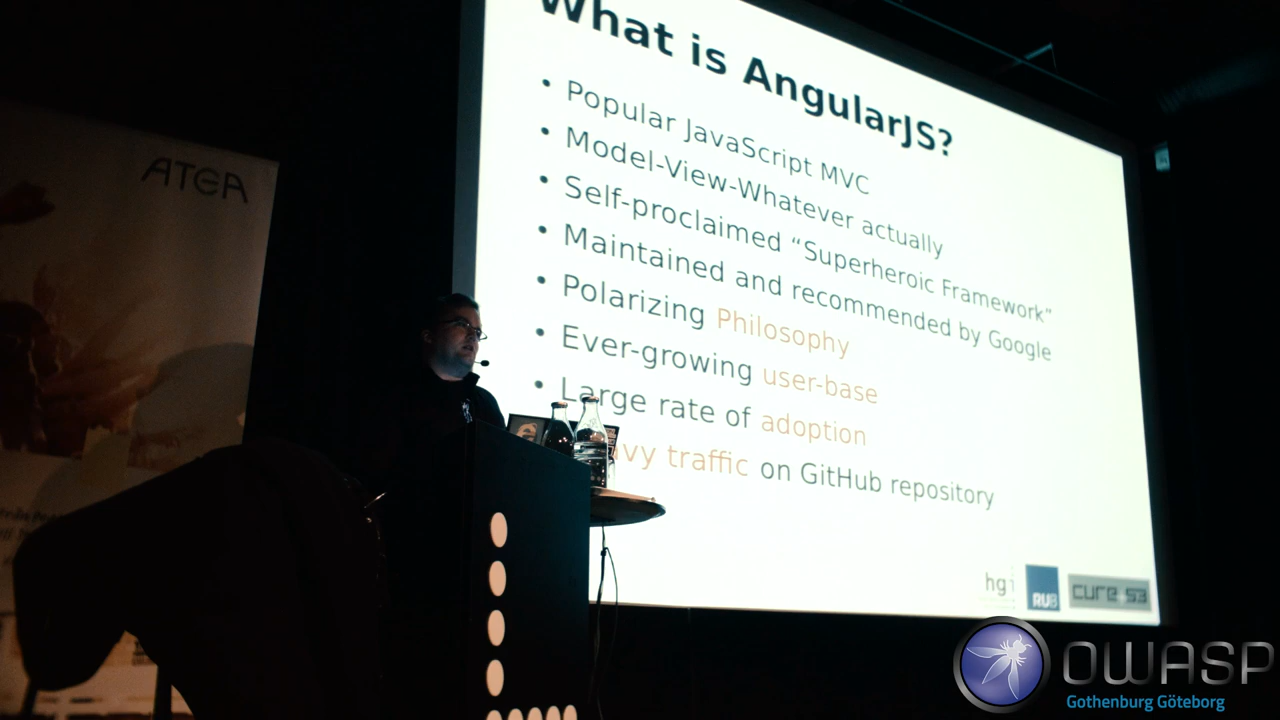 What is AngularJS?
• Popular JavaScript MVC
• Model-View-Whatever actually
• Self-proclaimed “Superheroic Framework”
• Maintained and recommended by Google
• Polarizing Philosophy
• Ever-growing user-base
• Large rate of adoption
avy traffic on GitHub repository
ATEA
hgi
RUB
cure53
OWASP
Gothenburg Göteborg